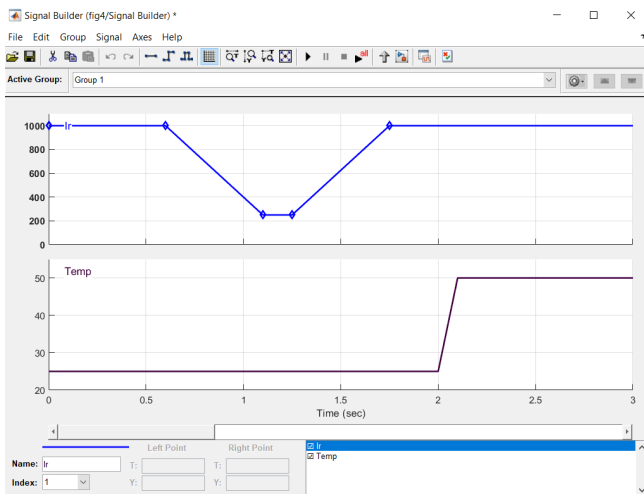 Signal Builder (fig4/Signal Builder) *
File Edit Group Signal Axes Help
all
Active Group: Group 1
1000
Ir
800
600
400
200
0
Temp
50
40
30
20
0 0.5 1 1.5 2 2.5 3
Time (sec)
Left Point Right Point
Name: Ir T: T:
Index: 1 Y: Y:
Ir
Temp